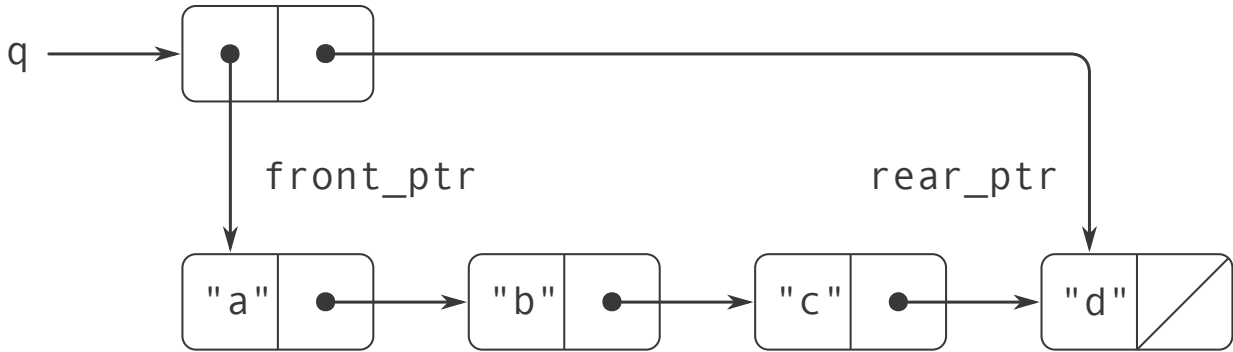 q
front_ptr
rear_ptr
"a"
"b"
"c"
"d"